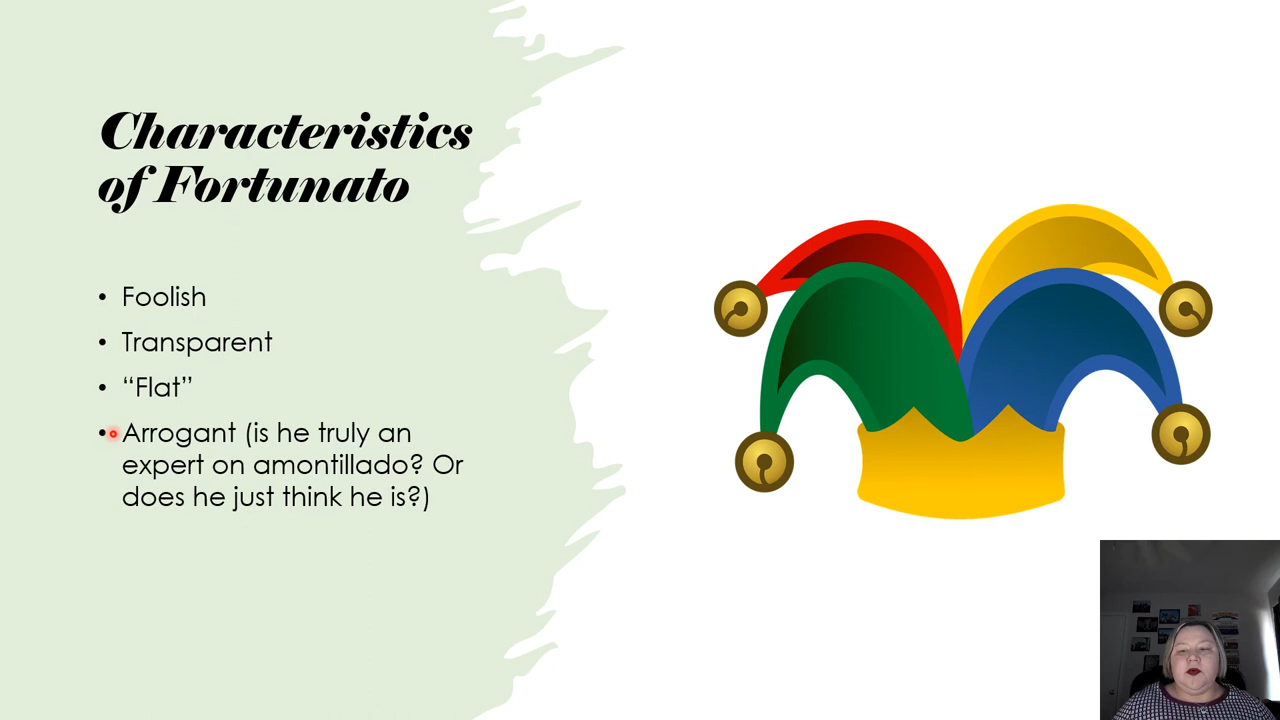 Characteristics
of Fortunato
• Foolish
• Transparent
• “Flat”
• Arrogant (is he truly an
expert on amontillado? Or
does he just think he is?)